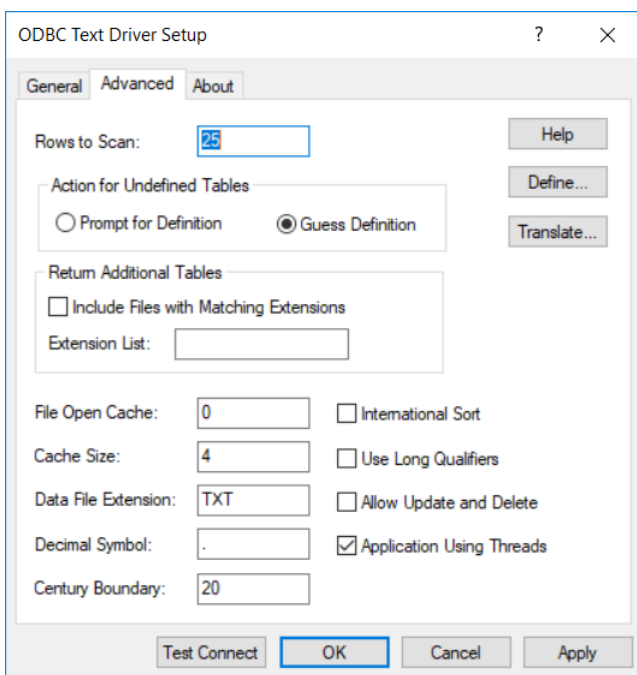 ODBC Text Driver Setup ?
General Advanced About
Rows to Scan: 25
Help
Action for Undefined Tables
Define...
Prompt for Definition Guess Definition
Translate...
Return Additional Tables
Include Files with Matching Extensions
Extension List:
File Open Cache: 0 International Sort
Cache Size: 4 Use Long Qualifiers
Data File Extension: TXT Allow Update and Delete
Decimal Symbol: . Application Using Threads
Century Boundary: 20
Test Connect OK Cancel Apply